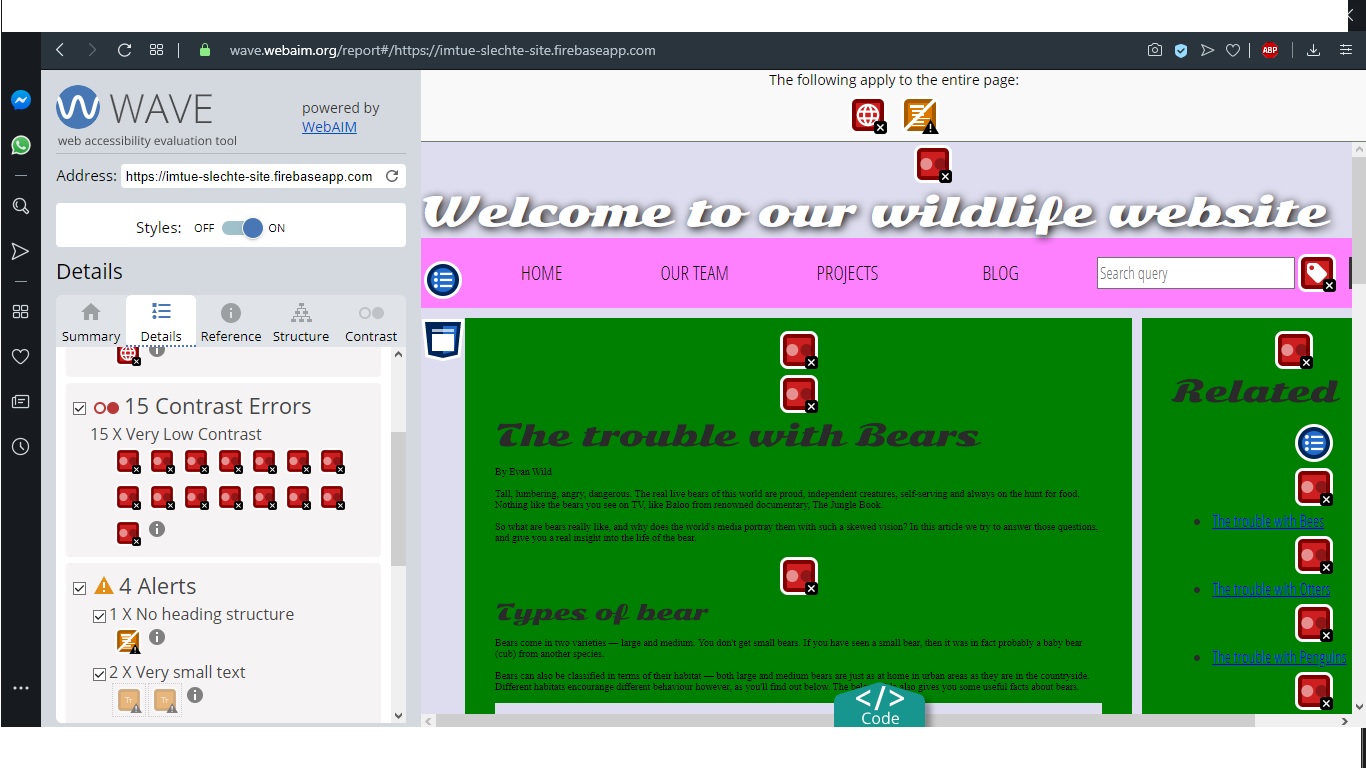 wave.webaim.org/report#/https://imtue-slechte-site.firebaseapp.com
ABP
WAVE
powered by
WebAIM
web accessibility evaluation tool
Address: https://imtue-slechte-site.firebaseapp.com
Styles: OFF ON
Details
Summary Details Reference Structure Contrast
15 Contrast Errors
15 X Very Low Contrast
4 Alerts
1 X No heading structure
2 X Very small text
The following apply to the entire page:
Welcome to our wildlife website
HOME OUR TEAM PROJECTS BLOG Search query
The trouble with Bears
By Evan Wild
Tall, lumbering, angry, dangerous. The real live bears of this world are proud, independent creatures, self-serving and always on the hunt for food.
Nothing like the bears you see on TV, like Baloo from renowned documentary, The Jungle Book.
So what are bears really like, and why does the world's media portray them with such a skewed vision? In this article we try to answer those questions,
and give you a real insight into the life of the bear.
Types of bear
Bears come in two varieties — large and medium. You don't get small bears. If you have seen a small bear, then it was in fact probably a baby bear
(cub) from another species.
Bears can also be classified in terms of their habitat — both large and medium bears are just as at home in urban areas as they are in the countryside.
Different habitats encourange different behaviour however, as you'll find out below. The also gives you some useful facts about bears.
Related
The trouble with Bees
The trouble with Otters
The trouble with Penguins
</> Code